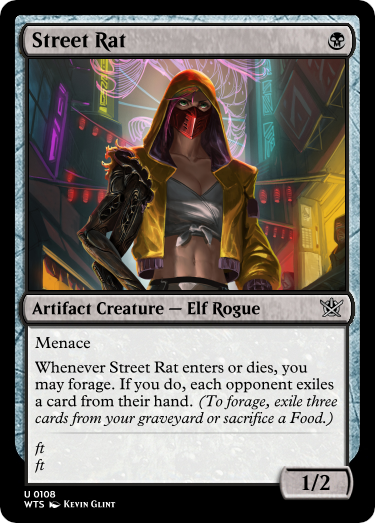 Street Rat
Artifact Creature — Elf Rogue
Menace
Whenever Street Rat enters or dies, you
may forage. If you do, each opponent exiles
a card from their hand. (To forage, exile three
cards from your graveyard or sacrifice a Food.)
ft
ft
1/2
U 0108
WTS Kevin Glint